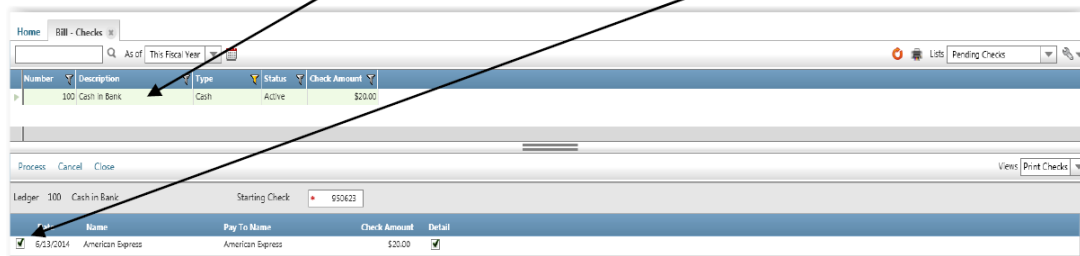 Home Bill - Checks
As of This Fiscal Year Lists Pending Checks
Number Description Type Status Check Amount
100 Cash in Bank Cash Active $20.00
Process Cancel Close Views Print Checks
Ledger 100 Cash in Bank Starting Check * 950623
Name Pay To Name Check Amount Detail
6/13/2014 American Express American Express $20.00